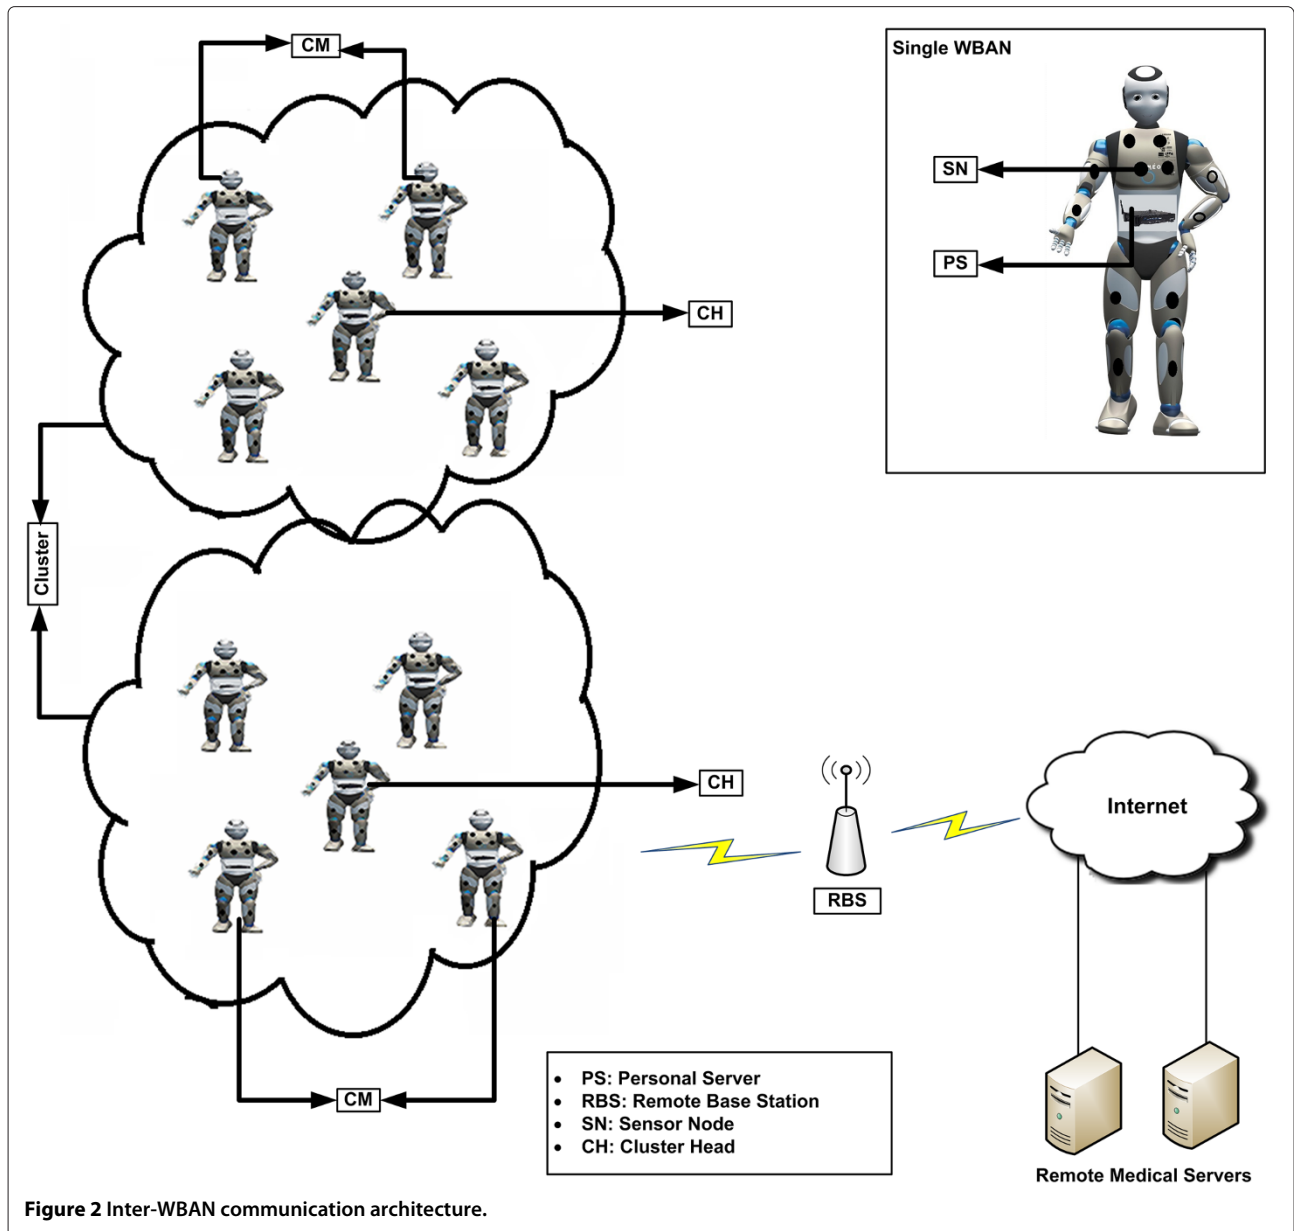 CM
Single WBAN
SN
PS
CH
Cluster
CH
Internet
RBS
CM
• PS: Personal Server
• RBS: Remote Base Station
• SN: Sensor Node
• CH: Cluster Head
Remote Medical Servers
Figure 2 Inter-WBAN communication architecture.